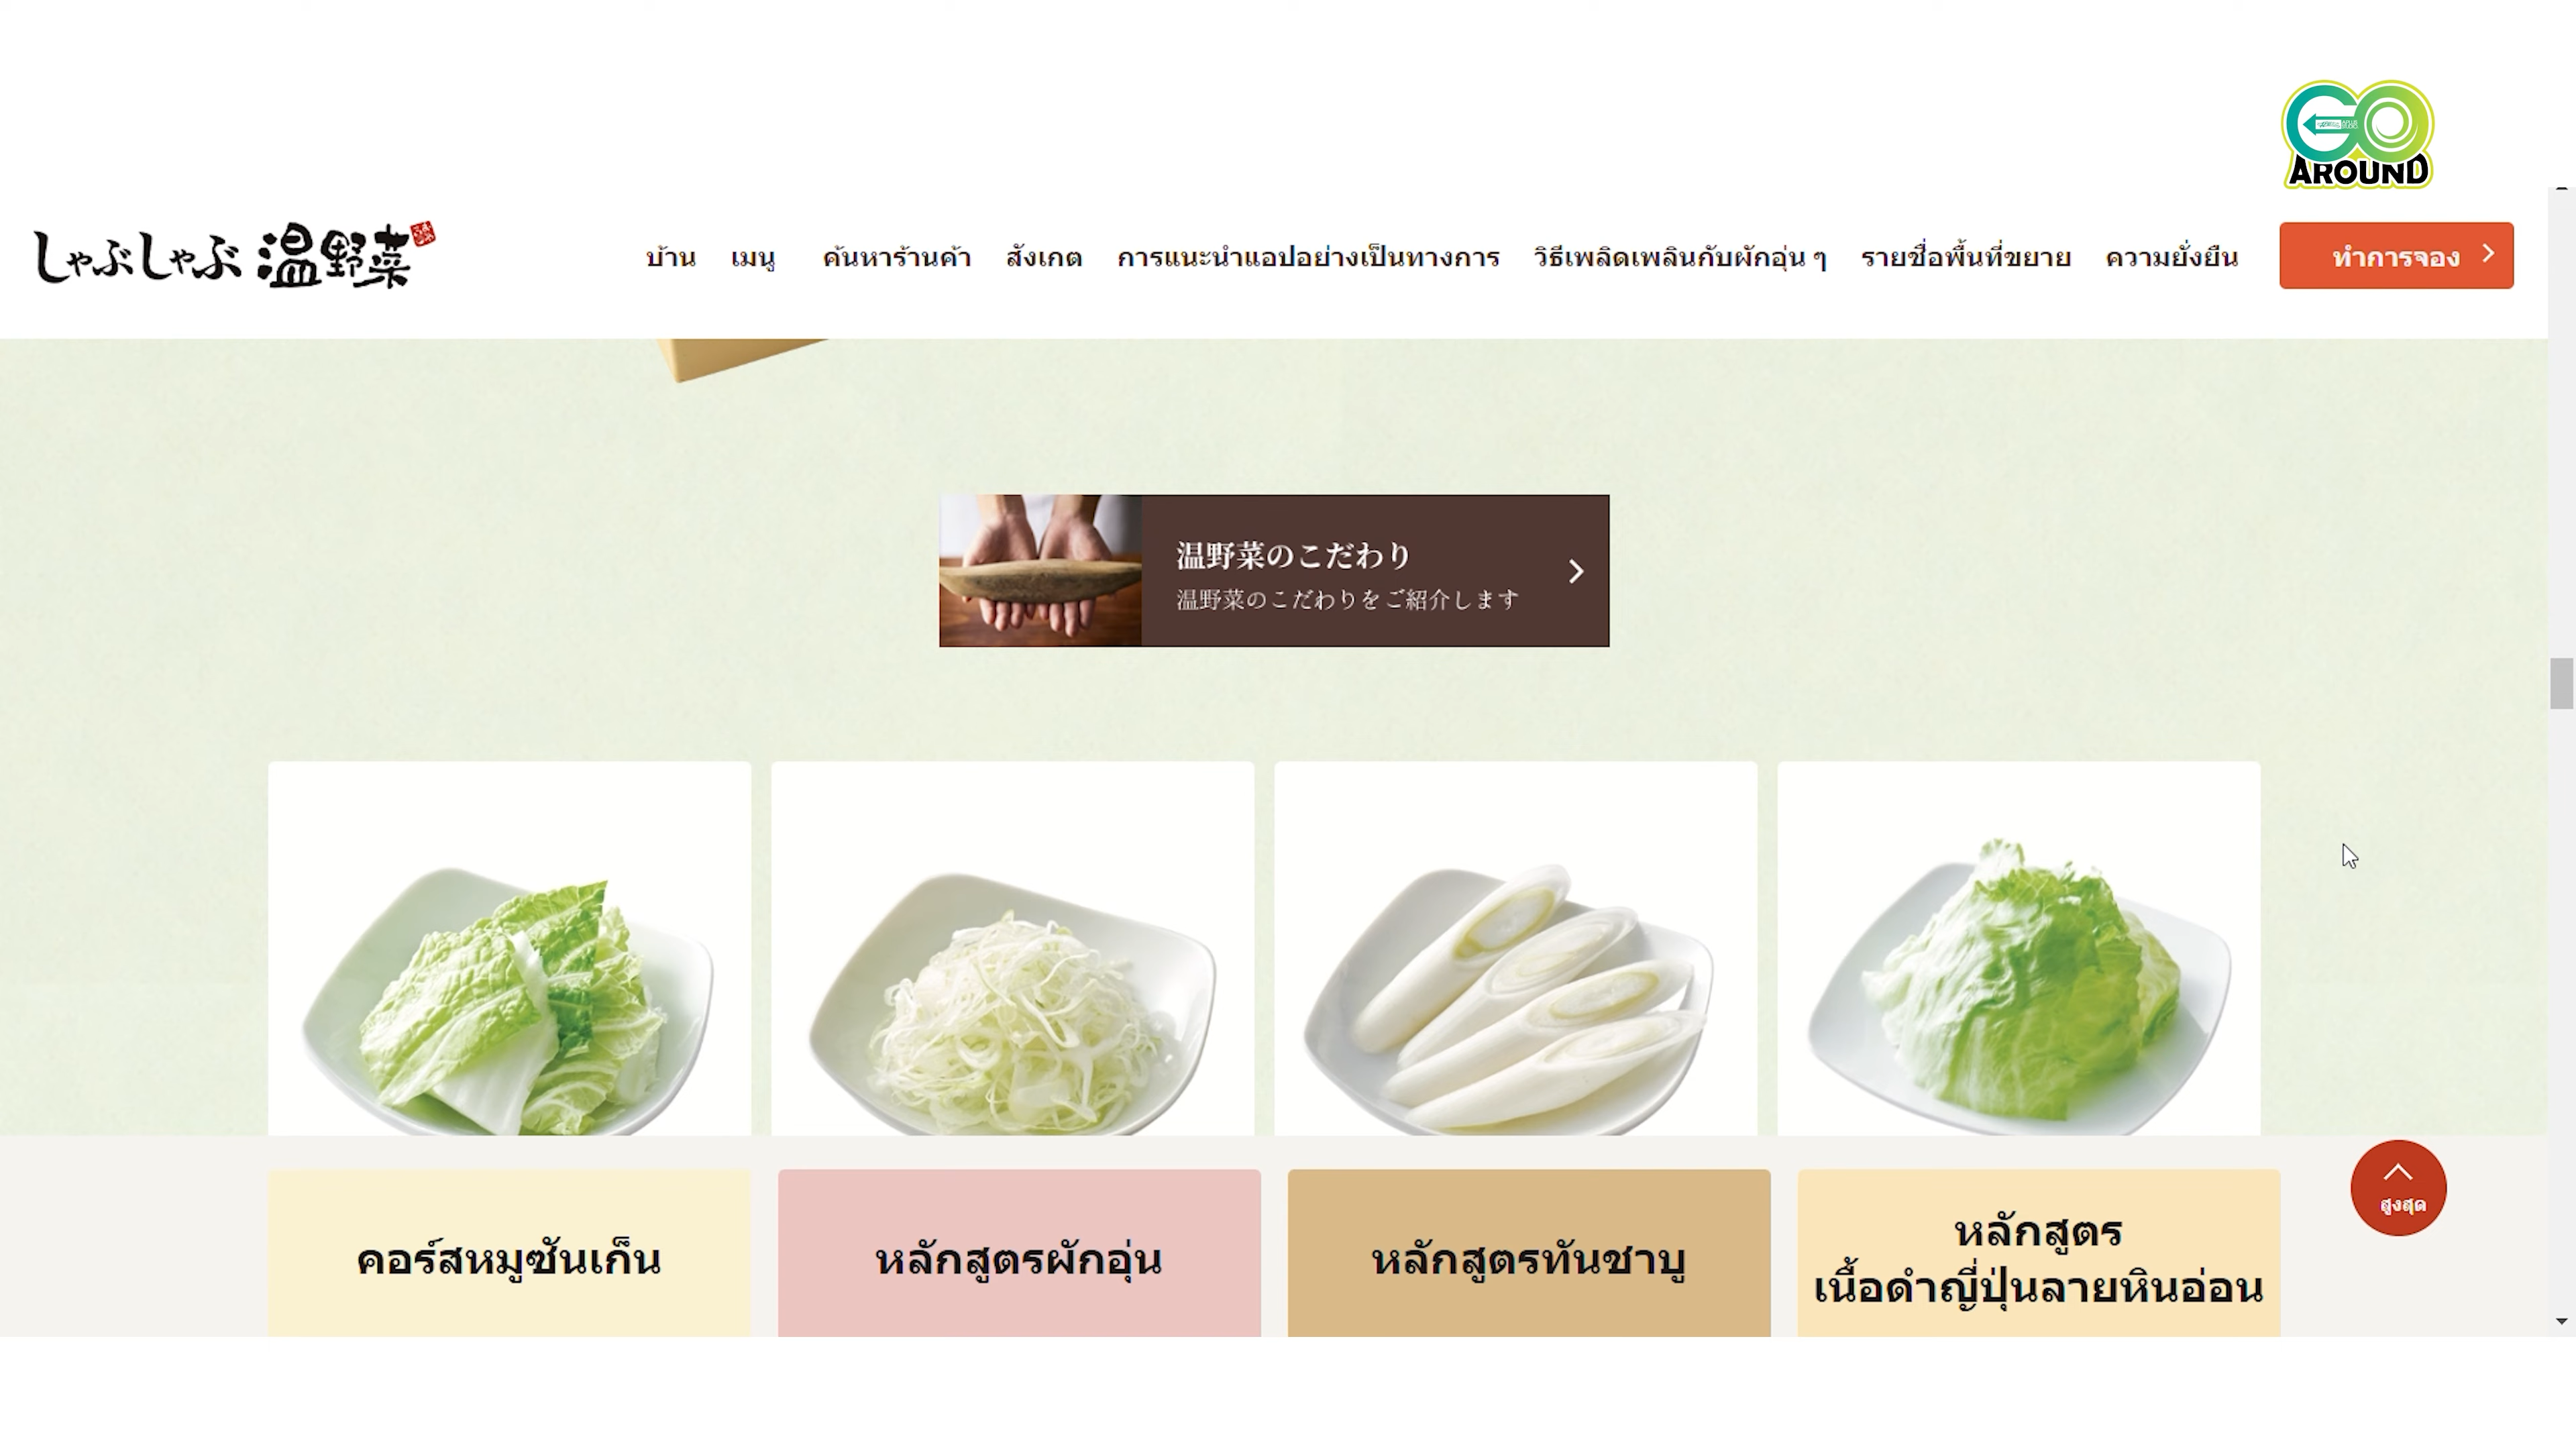 GO
AROUND
しゃぶしゃぶ 温野菜
บ้าน เมนู ค้นหาร้านค้า สังเกต การแนะนำแอปอย่างเป็นทางการ วิธีเพลิดเพลินกับผักอุ่น ๆ รายชื่อพื้นที่ขยาย ความยั่งยืน ทำการจอง
温野菜のこだわり
温野菜のこだわりをご紹介します
สูงสุด
คอร์สหมูซันเก็น
หลักสูตรผักอุ่น
หลักสูตรทันชาบู
หลักสูตร
เนื้อดำญี่ปุ่นลายหินอ่อน